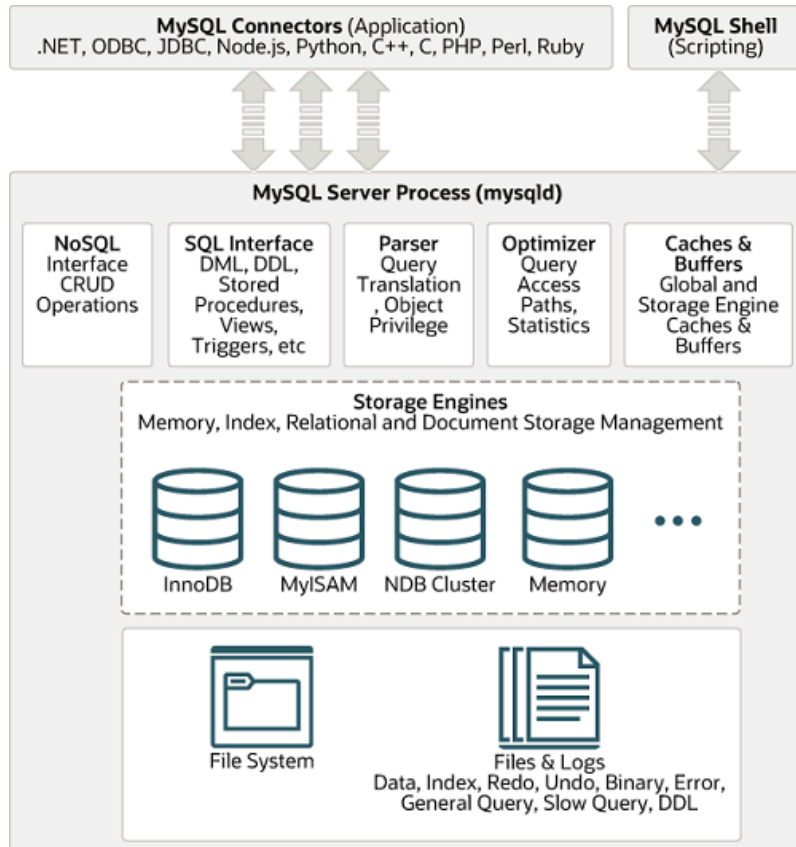 MySQL Connectors (Application)
.NET, ODBC, JDBC, Node.js, Python, C++, C, PHP, Perl, Ruby
MySQL Shell
(Scripting)
MySQL Server Process (mysqld)
NoSQL
Interface
CRUD
Operations
SQL Interface
DML, DDL,
Stored
Procedures,
Views,
Triggers, etc
Parser
Query
Translation
, Object
Privilege
Optimizer
Query
Access
Paths,
Statistics
Caches &
Buffers
Global and
Storage Engine
Caches &
Buffers
Storage Engines
Memory, Index, Relational and Document Storage Management
InnoDB
MyISAM
NDB Cluster
Memory
File System
Files & Logs
Data, Index, Redo, Undo, Binary, Error,
General Query, Slow Query, DDL